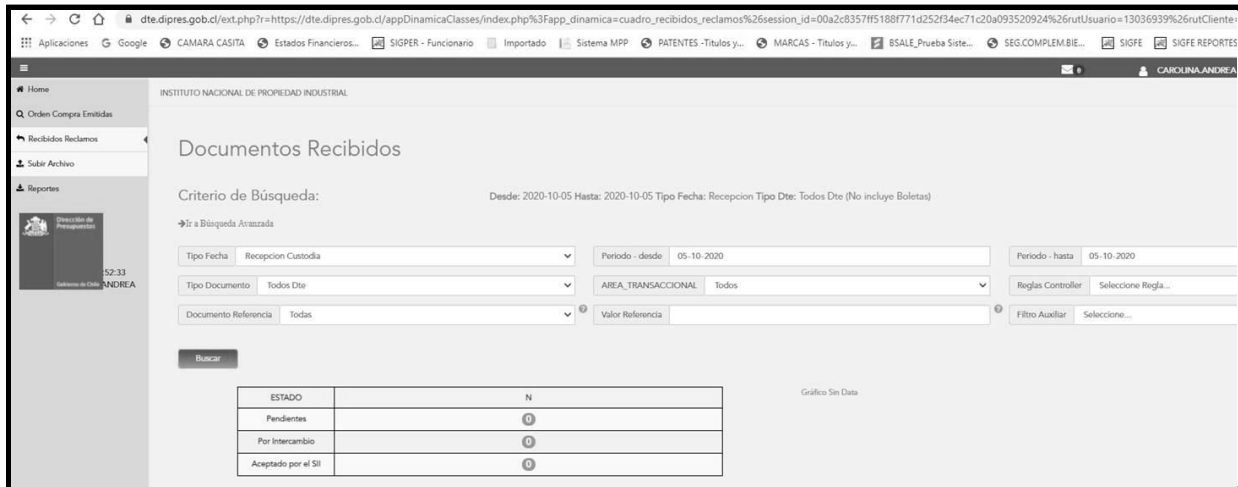 dte.dipres.gob.cl/ext.php?r=https://dte.dipres.gob.cl/appDinamicaClasses/index.php%3Fapp_dinamica=cuadro_recibidos_reclamos%26session_id=00a2c8357ff5188f771d252f34ec71c20a093520924%26rutUsuario=13036939%26rutCliente=
Aplicaciones G Google CAMARA CASITA Estados Financieros... SIGPER - Funcionario Importado Sistema MPP PATENTES -Titulos y... MARCAS - Titulos y... BSALE_Prueba Siste... SEG.COMPLEM.BIE... SIGFE SIGFE REPORTES
0 CAROLINA.ANDREA
Home
INSTITUTO NACIONAL DE PROPIEDAD INDUSTRIAL
Orden Compra Emitidas
Recibidos Reclamos
Subir Archivo
Reportes
Dirección de
Presupuestos
Gobierno de Chile
:52:33
ANDREA
Documentos Recibidos
Criterio de Búsqueda: Desde: 2020-10-05 Hasta: 2020-10-05 Tipo Fecha: Recepcion Tipo Dte: Todos Dte (No incluye Boletas)
➔Ir a Búsqueda Avanzada
Tipo Fecha Recepcion Custodia Periodo - desde 05-10-2020 Periodo - hasta 05-10-2020
Tipo Documento Todos Dte AREA_TRANSACCIONAL Todos Reglas Controller Seleccione Regla...
Documento Referencia Todas ? Valor Referencia ? Filtro Auxiliar Seleccione...
Buscar
ESTADO N
Pendientes 0
Por Intercambio 0
Aceptado por el SII 0
Gráfico Sin Data